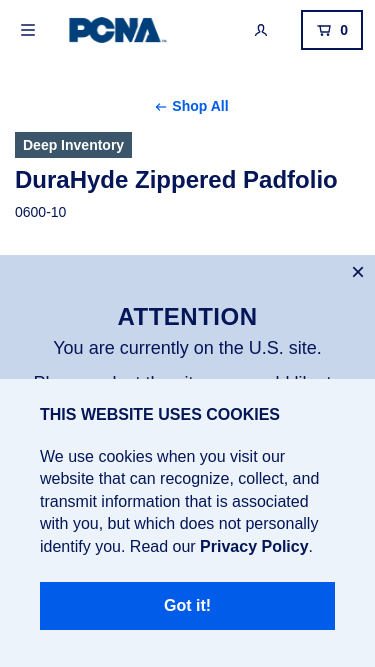 PCNA
0
← Shop All
Deep Inventory
DuraHyde Zippered Padfolio
0600-10
ATTENTION
You are currently on the U.S. site.
THIS WEBSITE USES COOKIES
We use cookies when you visit our
website that can recognize, collect, and
transmit information that is associated
with you, but which does not personally
identify you. Read our Privacy Policy.
Got it!